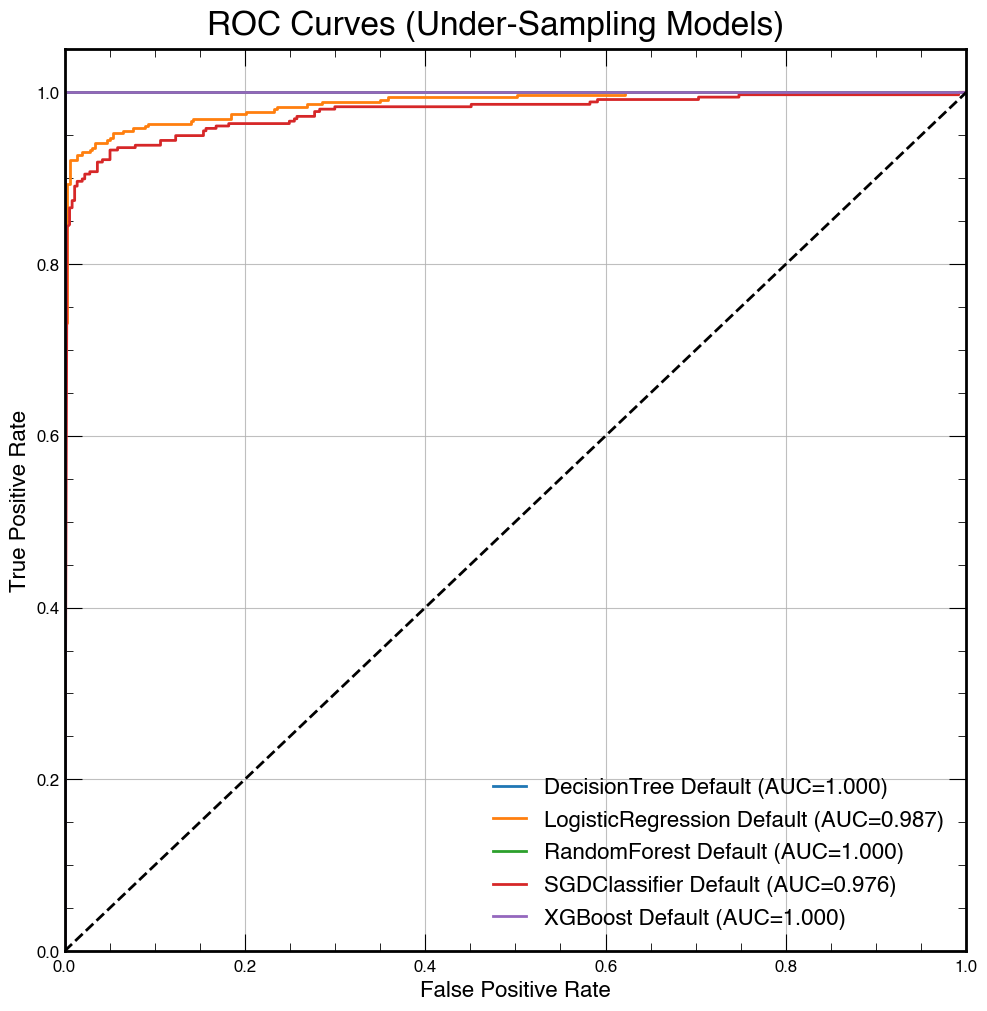 ROC Curves (Under-Sampling Models)
1.0
0.8
0.6
0.4
0.2
0.0
True Positive Rate
DecisionTree Default (AUC=1.000)
LogisticRegression Default (AUC=0.987)
RandomForest Default (AUC=1.000)
SGDClassifier Default (AUC=0.976)
XGBoost Default (AUC=1.000)
0.0 0.2 0.4 0.6 0.8 1.0
False Positive Rate